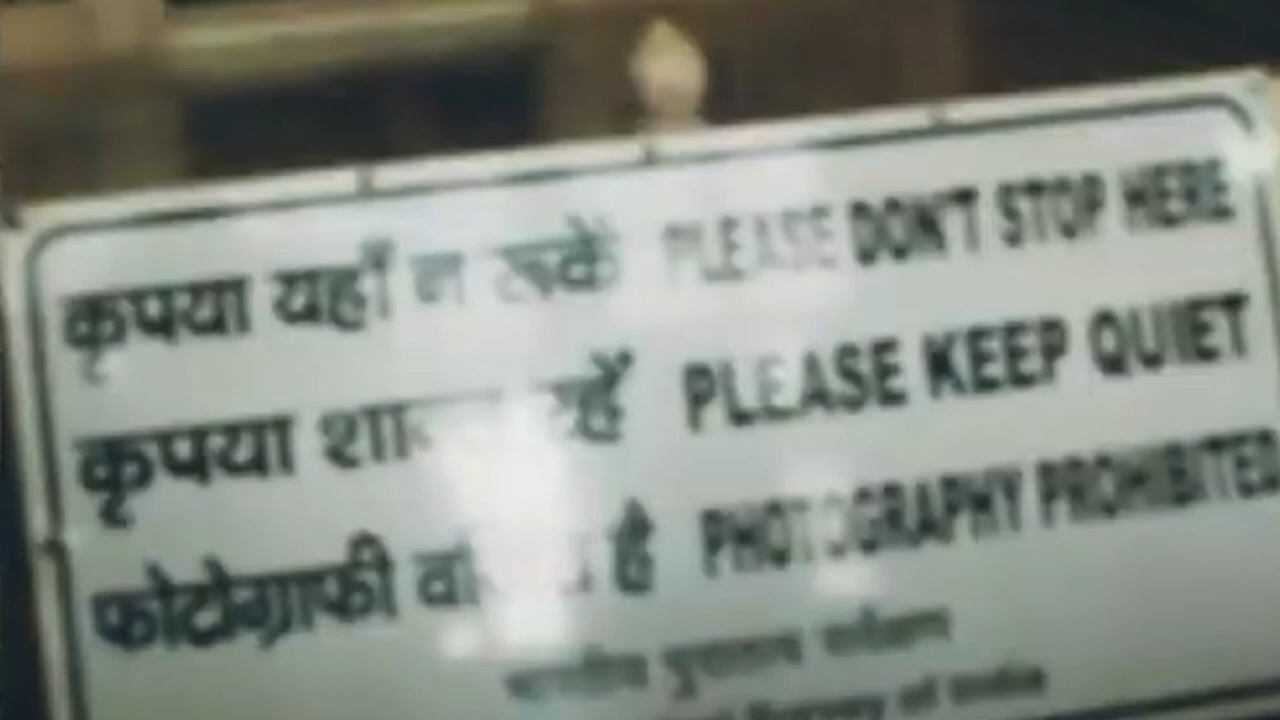 कृपया यहाँ न रूकें PLEASE DON'T STOP HERE
कृपया रहें PLEASE KEEP QUIET
फोटोग्राफी है PHOTOGRAPHY PROHIBITED
भारतीय पुरातत्व सर्वेक्षण
Survey of India